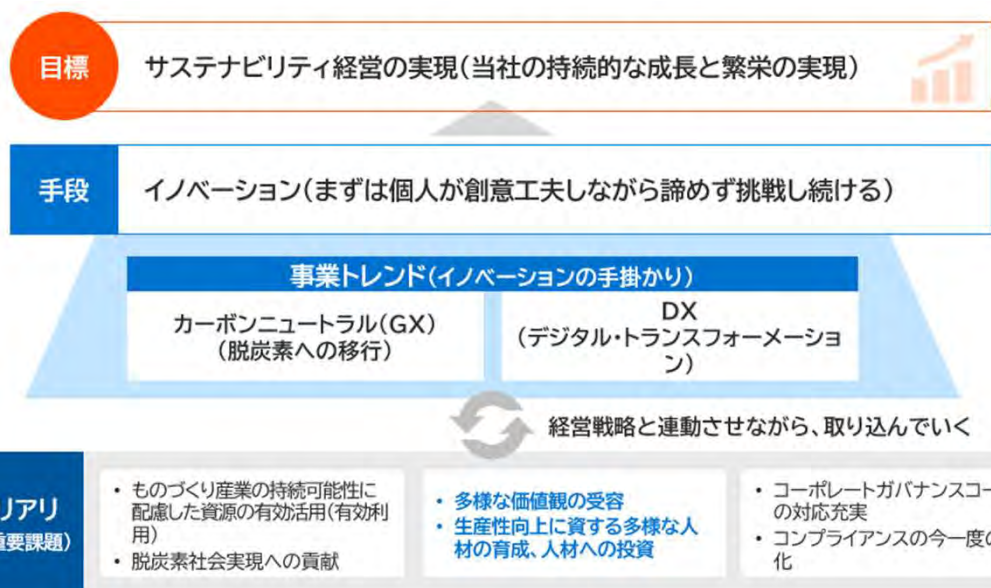 目標
サステナビリティ経営の実現(当社の持続的な成長と繁栄の実現)
手段
イノベーション(まずは個人が創意工夫しながら諦めず挑戦し続ける)
事業トレンド(イノベーションの手掛かり)
カーボンニュートラル(GX)
(脱炭素への移行)
DX
(デジタル・トランスフォーメーショ
ン)
経営戦略と連動させながら、取り込んでいく
リアリ
重要課題)
• ものづくり産業の持続可能性に
配慮した資源の有効活用(有効利
用)
• 脱炭素社会実現への貢献
• 多様な価値観の受容
• 生産性向上に資する多様な人
材の育成、人材への投資
• コーポレートガバナンスコー
の対応充実
• コンプライアンスの今一度の
化